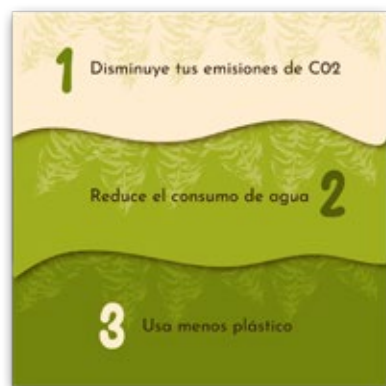 1 Disminuye tus emisiones de CO2
Reduce el consumo de agua 2
3 Usa menos plástico